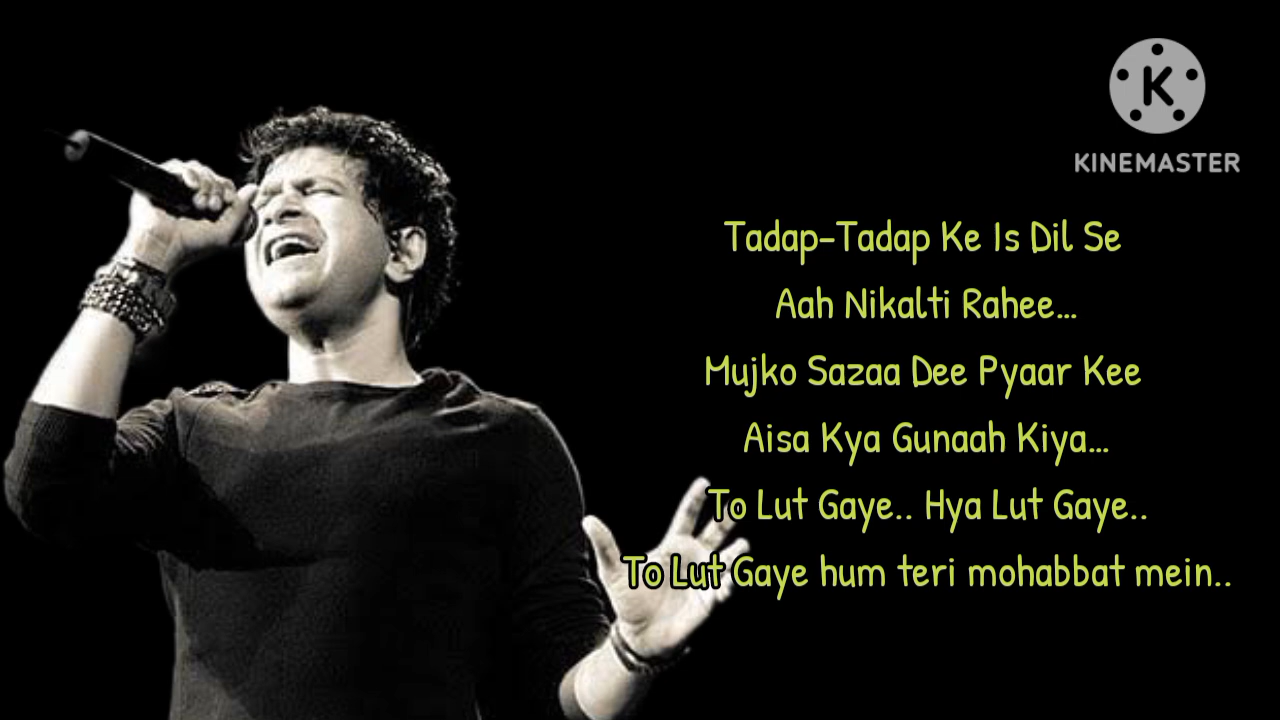 K
KINEMASTER
Tadap-Tadap Ke Is Dil Se
Aah Nikalti Rahee...
Mujko Sazaa Dee Pyaar Kee
Aisa Kya Gunaah Kiya...
To Lut Gaye.. Hya Lut Gaye..
To Lut Gaye hum teri mohabbat mein..